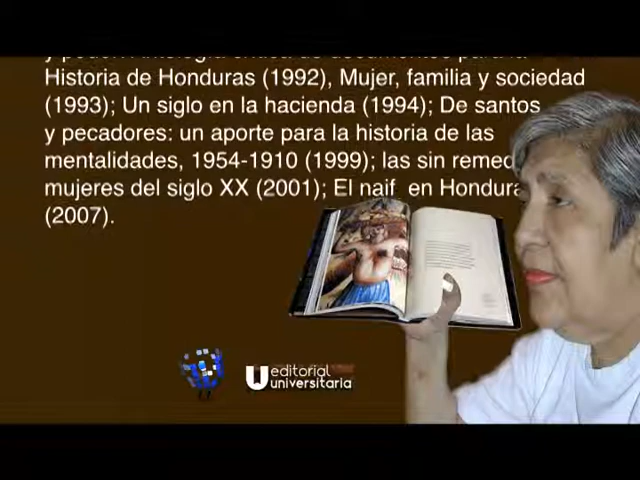 Historia de Honduras (1992), Mujer, familia y sociedad
(1993); Un siglo en la hacienda (1994); De santos
y pecadores: un aporte para la historia de las
mentalidades, 1954-1910 (1999); las sin remed
mujeres del siglo XX (2001); El naif en Hondura
(2007).
editorial
universitaria